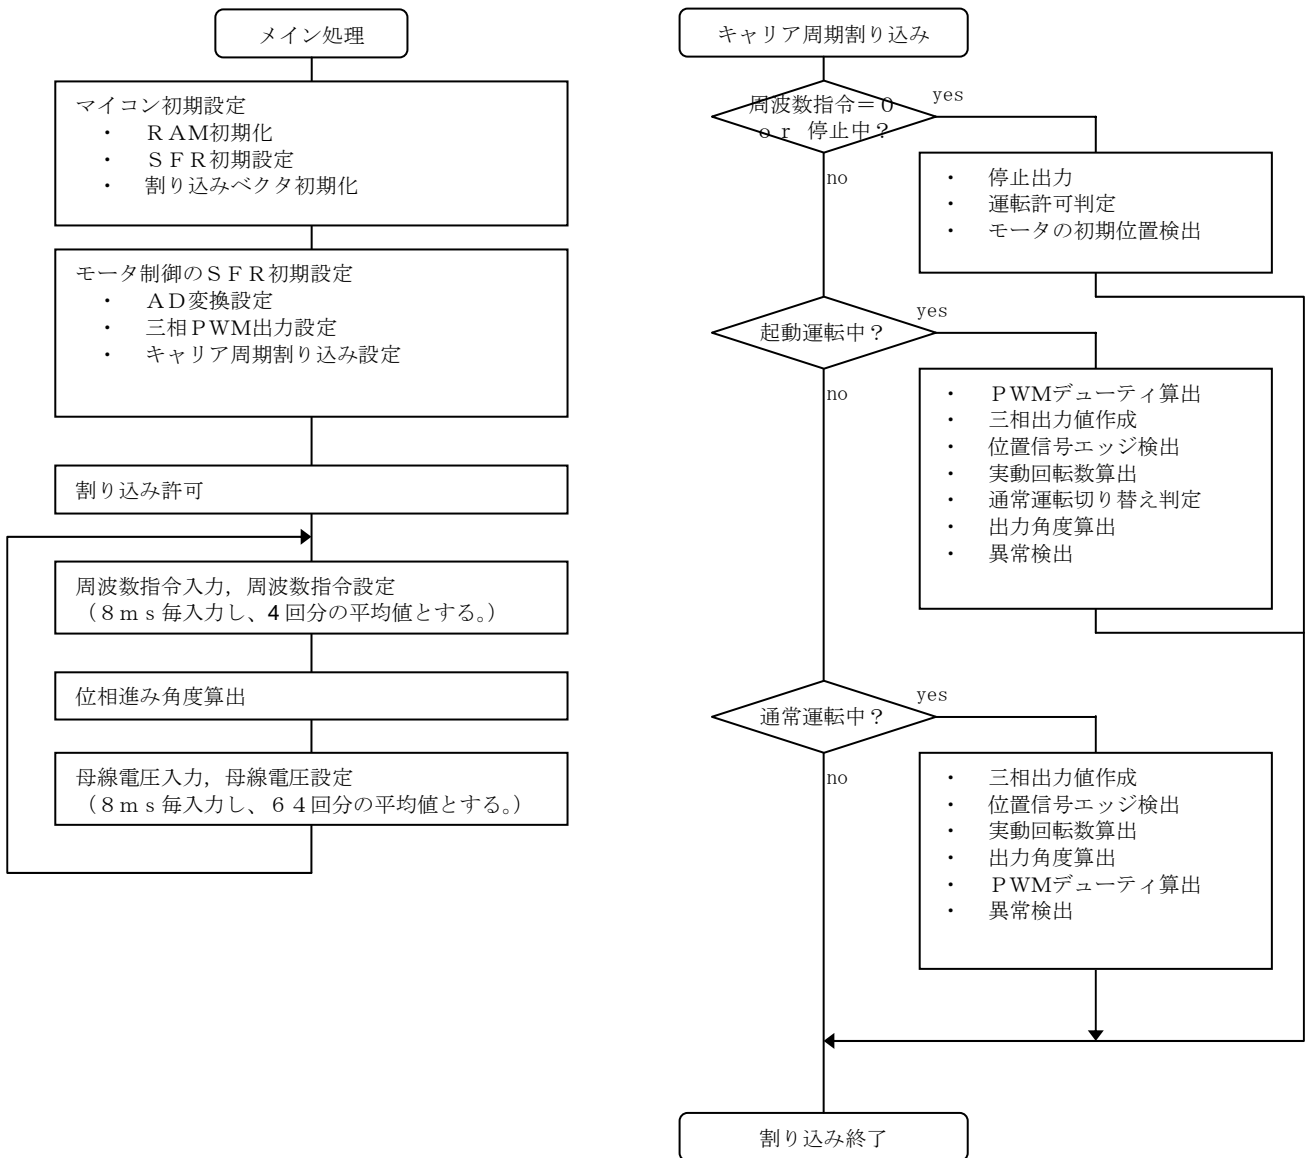 メイン処理
マイコン初期設定
・ ＲＡＭ初期化
・ ＳＦＲ初期設定
・ 割り込みベクタ初期化
モータ制御のＳＦＲ初期設定
・ ＡＤ変換設定
・ 三相ＰＷＭ出力設定
・ キャリア周期割り込み設定
割り込み許可
周波数指令入力，周波数指令設定
（８ｍｓ毎入力し、4回分の平均値とする。）
位相進み角度算出
母線電圧入力，母線電圧設定
（８ｍｓ毎入力し、６４回分の平均値とする。）
キャリア周期割り込み
周波数指令＝０
ｏｒ 停止中？
yes
no
・ 停止出力
・ 運転許可判定
・ モータの初期位置検出
起動運転中？
yes
no
・ ＰＷＭデューティ算出
・ 三相出力値作成
・ 位置信号エッジ検出
・ 実動回転数算出
・ 通常運転切り替え判定
・ 出力角度算出
・ 異常検出
通常運転中？
yes
no
・ 三相出力値作成
・ 位置信号エッジ検出
・ 実動回転数算出
・ 出力角度算出
・ ＰＷＭデューティ算出
・ 異常検出
割り込み終了